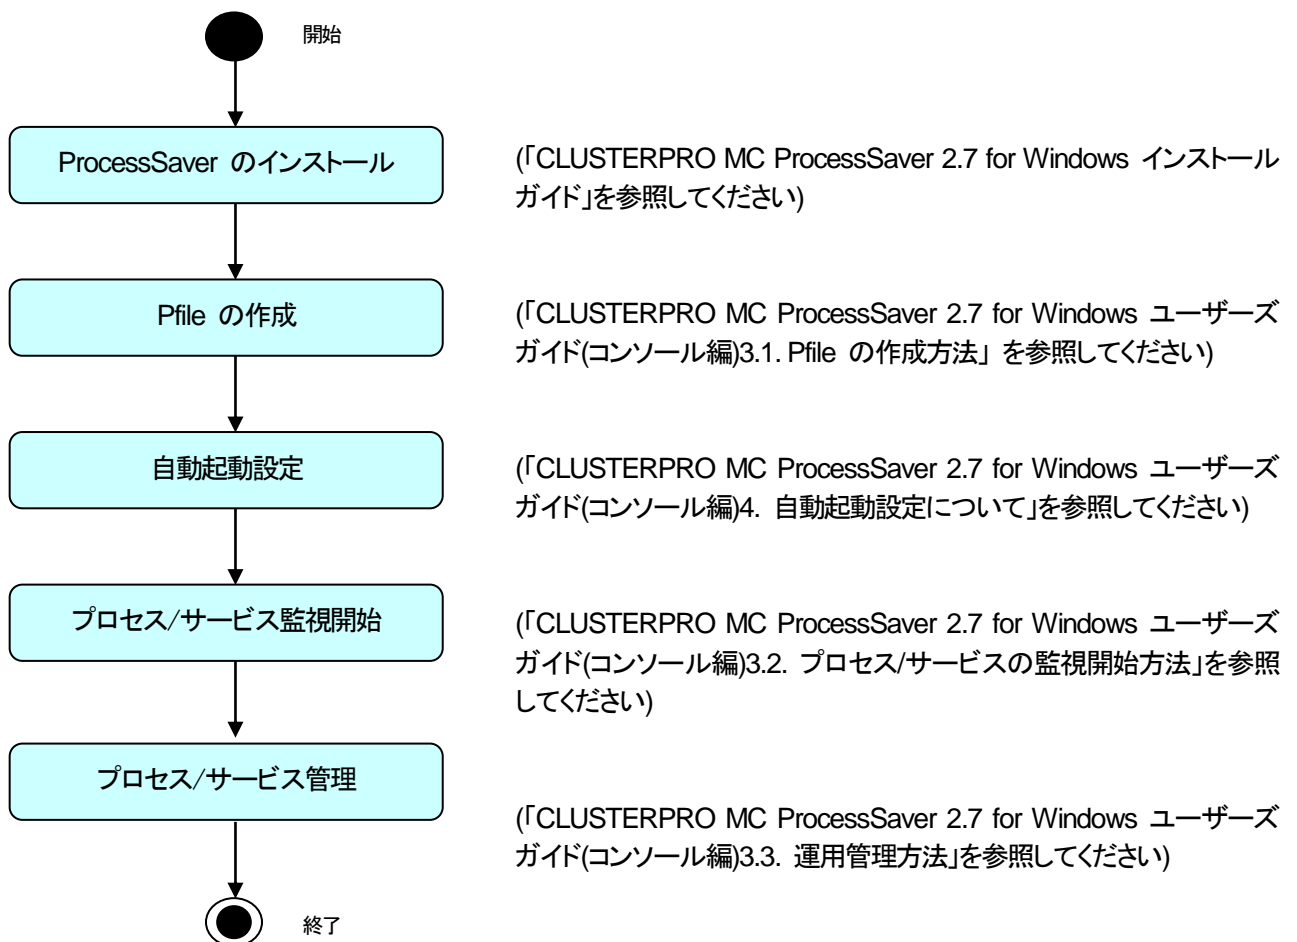 開始
ProcessSaver のインストール
(「CLUSTERPRO MC ProcessSaver 2.7 for Windows インストール
ガイド」を参照してください)
Pfile の作成
(「CLUSTERPRO MC ProcessSaver 2.7 for Windows ユーザーズ
ガイド(コンソール編)3.1. Pfile の作成方法」 を参照してください)
自動起動設定
(「CLUSTERPRO MC ProcessSaver 2.7 for Windows ユーザーズ
ガイド(コンソール編)4. 自動起動設定について」を参照してください)
プロセス/サービス監視開始
(「CLUSTERPRO MC ProcessSaver 2.7 for Windows ユーザーズ
ガイド(コンソール編)3.2. プロセス/サービスの監視開始方法」を参照
してください)
プロセス/サービス管理
(「CLUSTERPRO MC ProcessSaver 2.7 for Windows ユーザーズ
ガイド(コンソール編)3.3. 運用管理方法」を参照してください)
終了